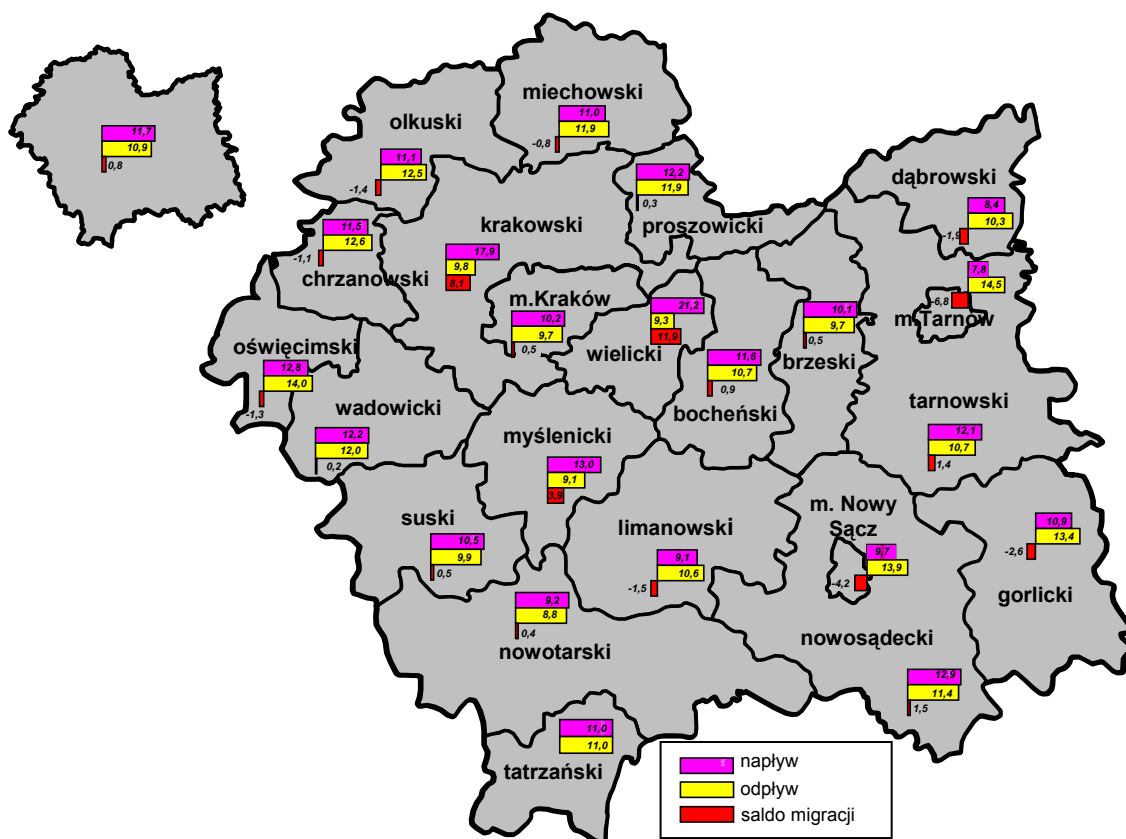 11,7
10,9
0,8
miechowski
11,0
11,9
-0,8
olkuski
11,1
12,5
-1,4
dąbrowski
8,4
10,3
-1,9
12,2
11,9
0,3
proszowicki
krakowski
17,9
9,8
8,1
11,5
12,6
-1,1
chrzanowski
m.Kraków
10,2
9,7
0,5
21,2
9,3
11,9
wielicki
7,8
14,5
-6,8
m.Tarnów
10,1
9,7
0,5
brzeski
oświęcimski
12,8
14,0
-1,3
11,6
10,7
0,9
bocheński
wadowicki
12,2
12,0
0,2
tarnowski
12,1
10,7
1,4
myślenicki
13,0
9,1
3,9
suski
10,5
9,9
0,5
limanowski
9,1
10,6
-1,5
m. Nowy
Sącz
9,7
13,9
-4,2
10,9
13,4
-2,6
gorlicki
9,2
8,8
0,4
nowotarski
nowosądecki
12,9
11,4
1,5
11,0
11,0
tatrzański
napływ
odpływ
saldo migracji